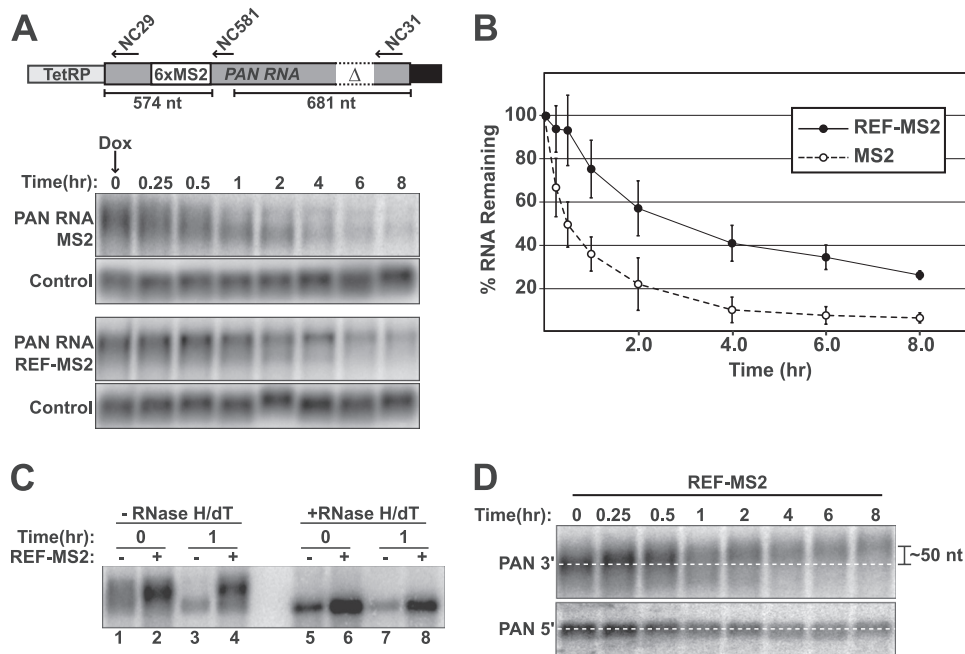 A
NC29 NC581 NC31
TetRP 6xMS2 PAN RNA Δ
574 nt 681 nt
Dox
Time(hr): 0 0.25 0.5 1 2 4 6 8
PAN RNA
MS2
Control
PAN RNA
REF-MS2
Control
B
% RNA Remaining
100
80
60
40
20
REF-MS2
MS2
2.0 4.0 6.0 8.0
Time (hr)
C
- RNase H/dT +RNase H/dT
Time(hr): 0 1 0 1
REF-MS2: - + - + - + - +
1 2 3 4 5 6 7 8
D
REF-MS2
Time(hr): 0 0.25 0.5 1 2 4 6 8
PAN 3'
~50 nt
PAN 5'